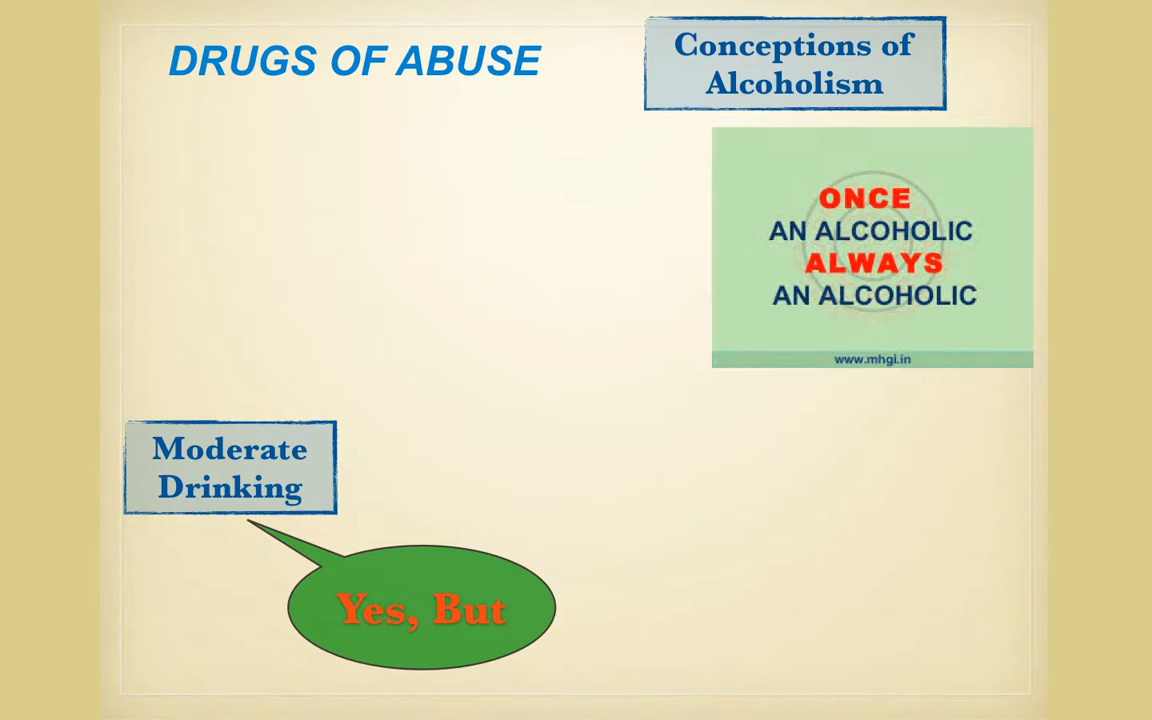 DRUGS OF ABUSE
Conceptions of
Alcoholism
ONCE
AN ALCOHOLIC
ALWAYS
AN ALCOHOLIC
www.mhgi.in
Moderate
Drinking
Yes, But